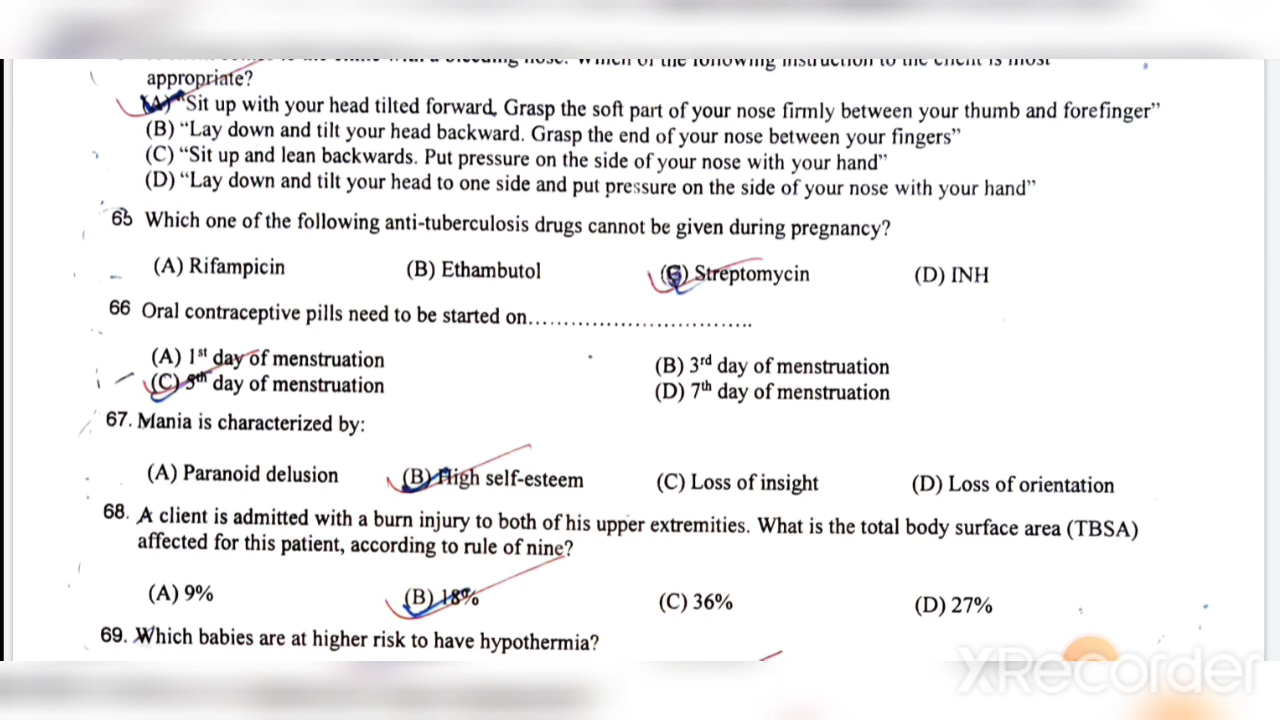 appropriate?
(A) “Sit up with your head tilted forward. Grasp the soft part of your nose firmly between your thumb and forefinger”
(B) “Lay down and tilt your head backward. Grasp the end of your nose between your fingers”
(C) “Sit up and lean backwards. Put pressure on the side of your nose with your hand”
(D) “Lay down and tilt your head to one side and put pressure on the side of your nose with your hand”
65 Which one of the following anti-tuberculosis drugs cannot be given during pregnancy?
(A) Rifampicin (B) Ethambutol (C) Streptomycin (D) INH
66 Oral contraceptive pills need to be started on...............................
(A) 1st day of menstruation (B) 3rd day of menstruation
(C) 5th day of menstruation (D) 7th day of menstruation
67. Mania is characterized by:
(A) Paranoid delusion (B) High self-esteem (C) Loss of insight (D) Loss of orientation
68. A client is admitted with a burn injury to both of his upper extremities. What is the total body surface area (TBSA)
affected for this patient, according to rule of nine?
(A) 9% (B) 18% (C) 36% (D) 27%
69. Which babies are at higher risk to have hypothermia?
XRecorder